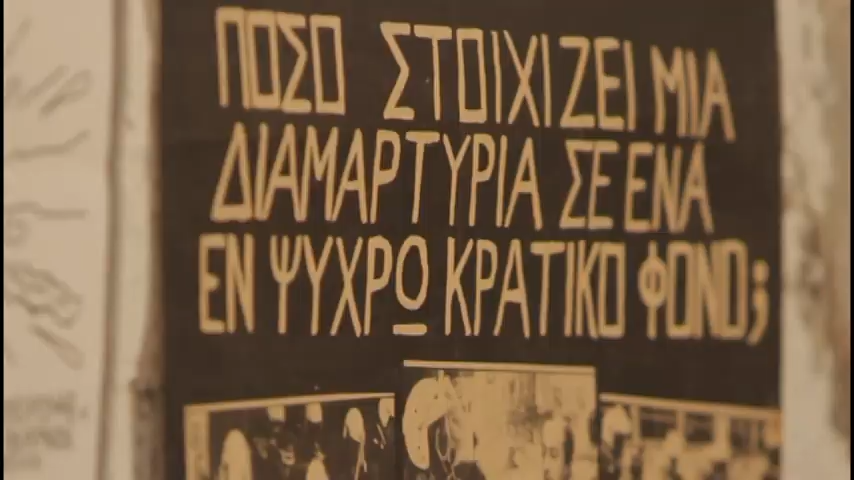 ΠΟΣΟ ΣΤΟΙΧΙΖΕΙ ΜΙΑ
ΔΙΑΜΑΡΤΥΡΙΑ ΣΕ ΕΝΑ
ΕΝ ΨΥΧΡΩ ΚΡΑΤΙΚΟ ΦΟΝΟ;